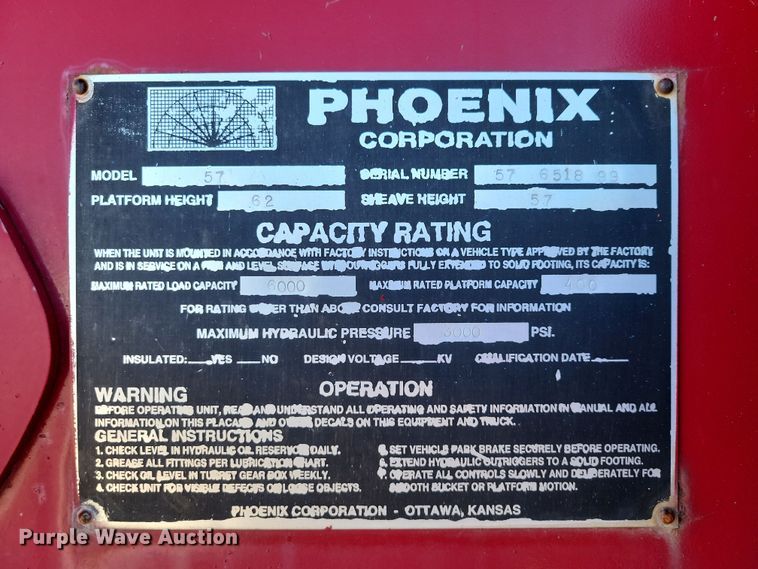 PHOENIX
CORPORATION
MODEL 57 SERIAL NUMBER 57 6518 99
PLATFORM HEIGHT 62 SHEAVE HEIGHT 57
CAPACITY RATING
WHEN THE UNIT IS MOUNTED IN ACCORDANCE WITH FACTORY INSTRUCTIONS ON A VEHICLE TYPE APPROVED BY THE FACTORY
AND IS IN SERVICE ON A FIRM AND LEVEL SURFACE WITH OUTRIGGERS FULLY EXTENDED TO SOLID FOOTING, ITS CAPACITY IS:
MAXIMUM RATED LOAD CAPACITY 6000 MAXIMUM RATED PLATFORM CAPACITY 400
FOR RATING OTHER THAN ABOVE CONSULT FACTORY FOR INFORMATION
MAXIMUM HYDRAULIC PRESSURE 3000 PSI.
INSULATED: YES NO DESIGN VOLTAGE KV QUALIFICATION DATE
OPERATION
WARNING
BEFORE OPERATING UNIT, READ AND UNDERSTAND ALL OPERATING AND SAFETY INFORMATION IN MANUAL AND ALL
INFORMATION ON THIS PLACARD AND OTHER DECALS ON THIS EQUIPMENT AND TRUCK.
GENERAL INSTRUCTIONS
1. CHECK LEVEL IN HYDRAULIC OIL RESERVOIR DAILY.
2. GREASE ALL FITTINGS PER LUBRICATION CHART.
3. CHECK OIL LEVEL IN TURRET GEAR BOX WEEKLY.
4. CHECK UNIT FOR VISIBLE DEFECTS OR LOOSE OBJECTS.
5. SET VEHICLE PARK BRAKE SECURELY BEFORE OPERATING.
6. EXTEND HYDRAULIC OUTRIGGERS TO A SOLID FOOTING.
7. OPERATE ALL CONTROLS SLOWLY AND DELIBERATELY FOR
SMOOTH BUCKET OR PLATFORM MOTION.
PHOENIX CORPORATION - OTTAWA, KANSAS
Purple Wave Auction